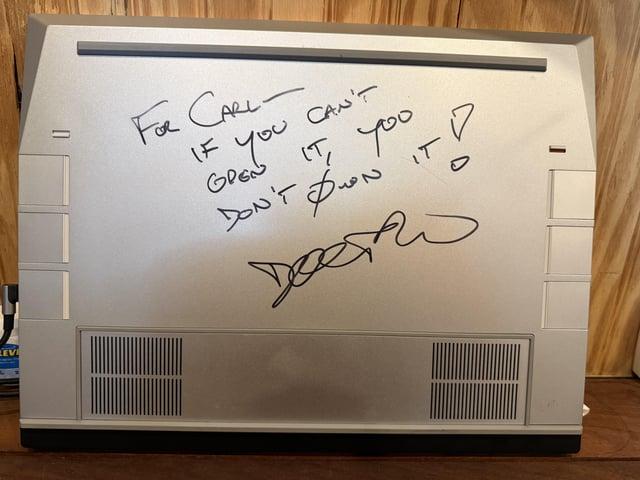 FOR CARL—
IF YOU CAN'T
OPEN IT, YOU
DON'T OWN IT!